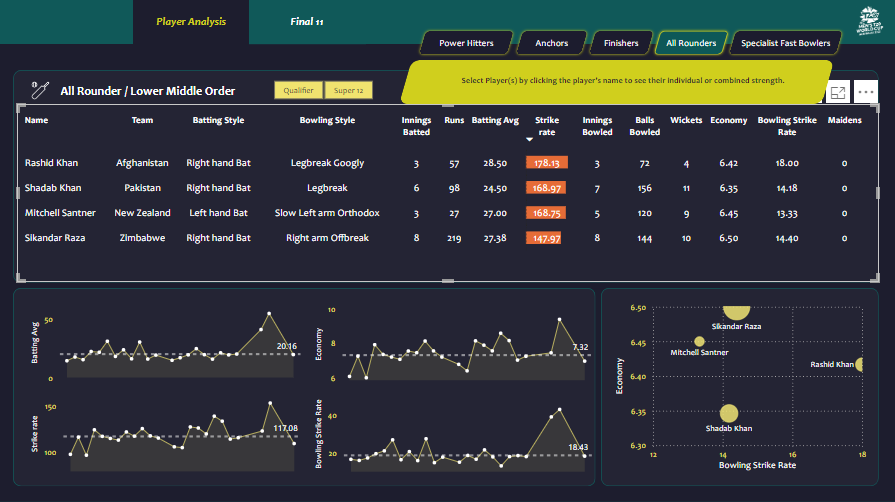 Player Analysis
Final 11
MEN'S T20
WORLD CUP
Power Hitters
Anchors
Finishers
All Rounders
Specialist Fast Bowlers
Select Player(s) by clicking the player's name to see their individual or combined strength.
All Rounder / Lower Middle Order
Qualifier
Super 12
Name Team Batting Style Bowling Style Innings Batted Runs Batting Avg Strike rate Innings Bowled Balls Bowled Wickets Economy Bowling Strike Rate Maidens
Rashid Khan Afghanistan Right hand Bat Legbreak Googly 3 57 28.50 178.13 3 72 4 6.42 18.00 0
Shadab Khan Pakistan Right hand Bat Legbreak 6 98 24.50 168.97 7 156 11 6.35 14.18 0
Mitchell Santner New Zealand Left hand Bat Slow Left arm Orthodox 3 27 27.00 168.75 5 120 9 6.45 13.33 0
Sikandar Raza Zimbabwe Right hand Bat Right arm Offbreak 8 219 27.38 147.97 8 144 10 6.50 14.40 0
Batting Avg
50
0
20.16
Economy
10
8
6
7.32
Strike rate
150
100
117.08
Bowling Strike Rate
40
20
18.43
Economy
6.50
6.45
6.40
6.35
6.30
Sikandar Raza
Mitchell Santner
Rashid Khan
Shadab Khan
12 14 16 18
Bowling Strike Rate